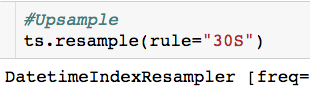 #Upsample
ts.resample(rule="30S")
DatetimeIndexResampler [freq=